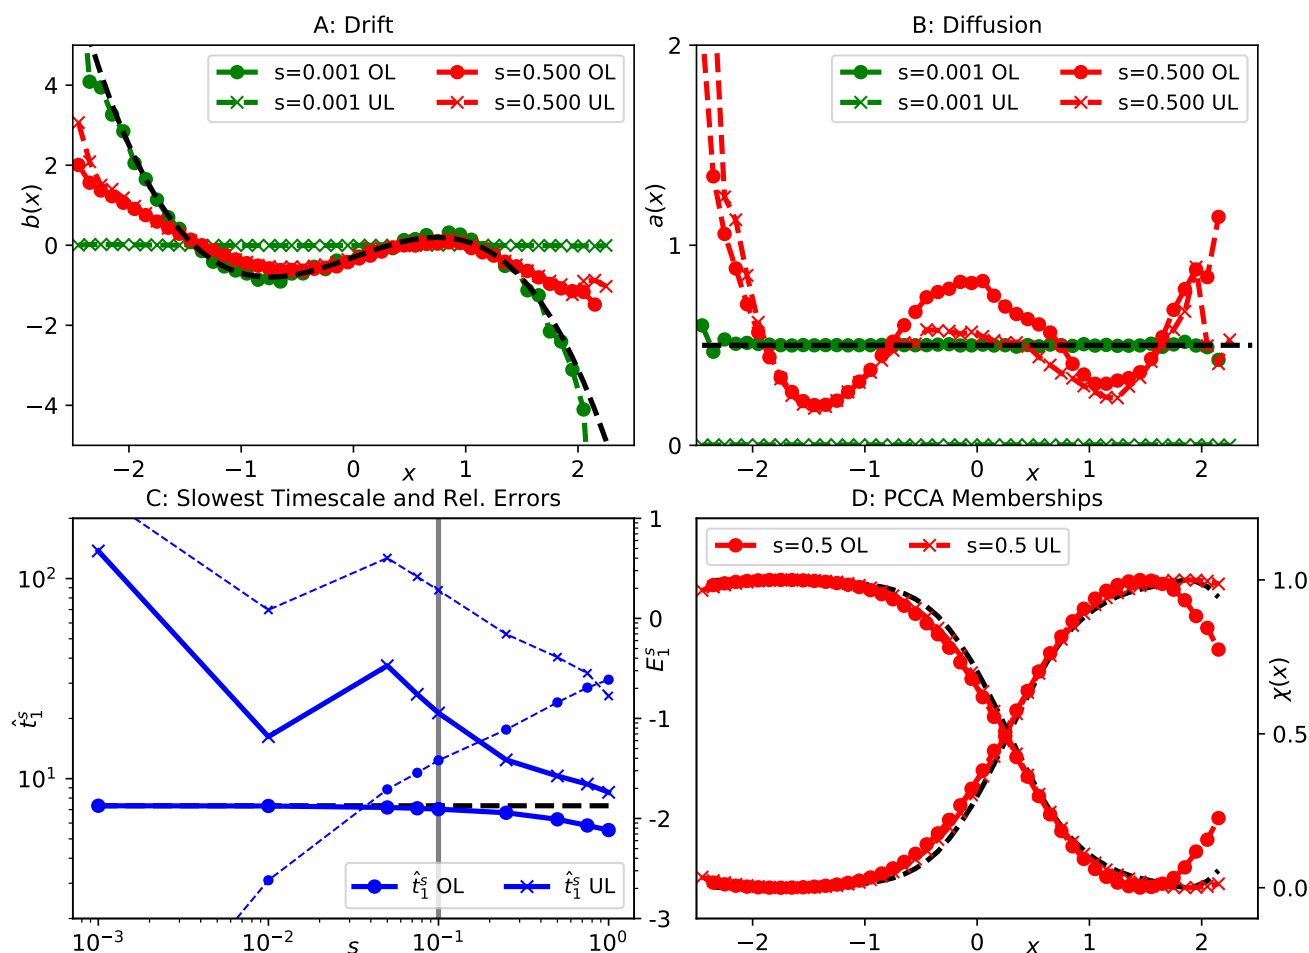 A: Drift
s=0.001 OL
s=0.001 UL
s=0.500 OL
s=0.500 UL
4
2
0
−2
−4
b(x)
−2
−1
0
1
2
x
B: Diffusion
s=0.001 OL
s=0.001 UL
s=0.500 OL
s=0.500 UL
2
1
0
a(x)
−2
−1
0
1
2
x
C: Slowest Timescale and Rel. Errors
10²
10¹
t̂₁ˢ
1
0
-1
-2
-3
E₁ˢ
t̂₁ˢ OL
t̂₁ˢ UL
10⁻³
10⁻²
10⁻¹
10⁰
s
D: PCCA Memberships
s=0.5 OL
s=0.5 UL
1.0
0.5
0.0
χ(x)
−2
−1
0
1
2
x